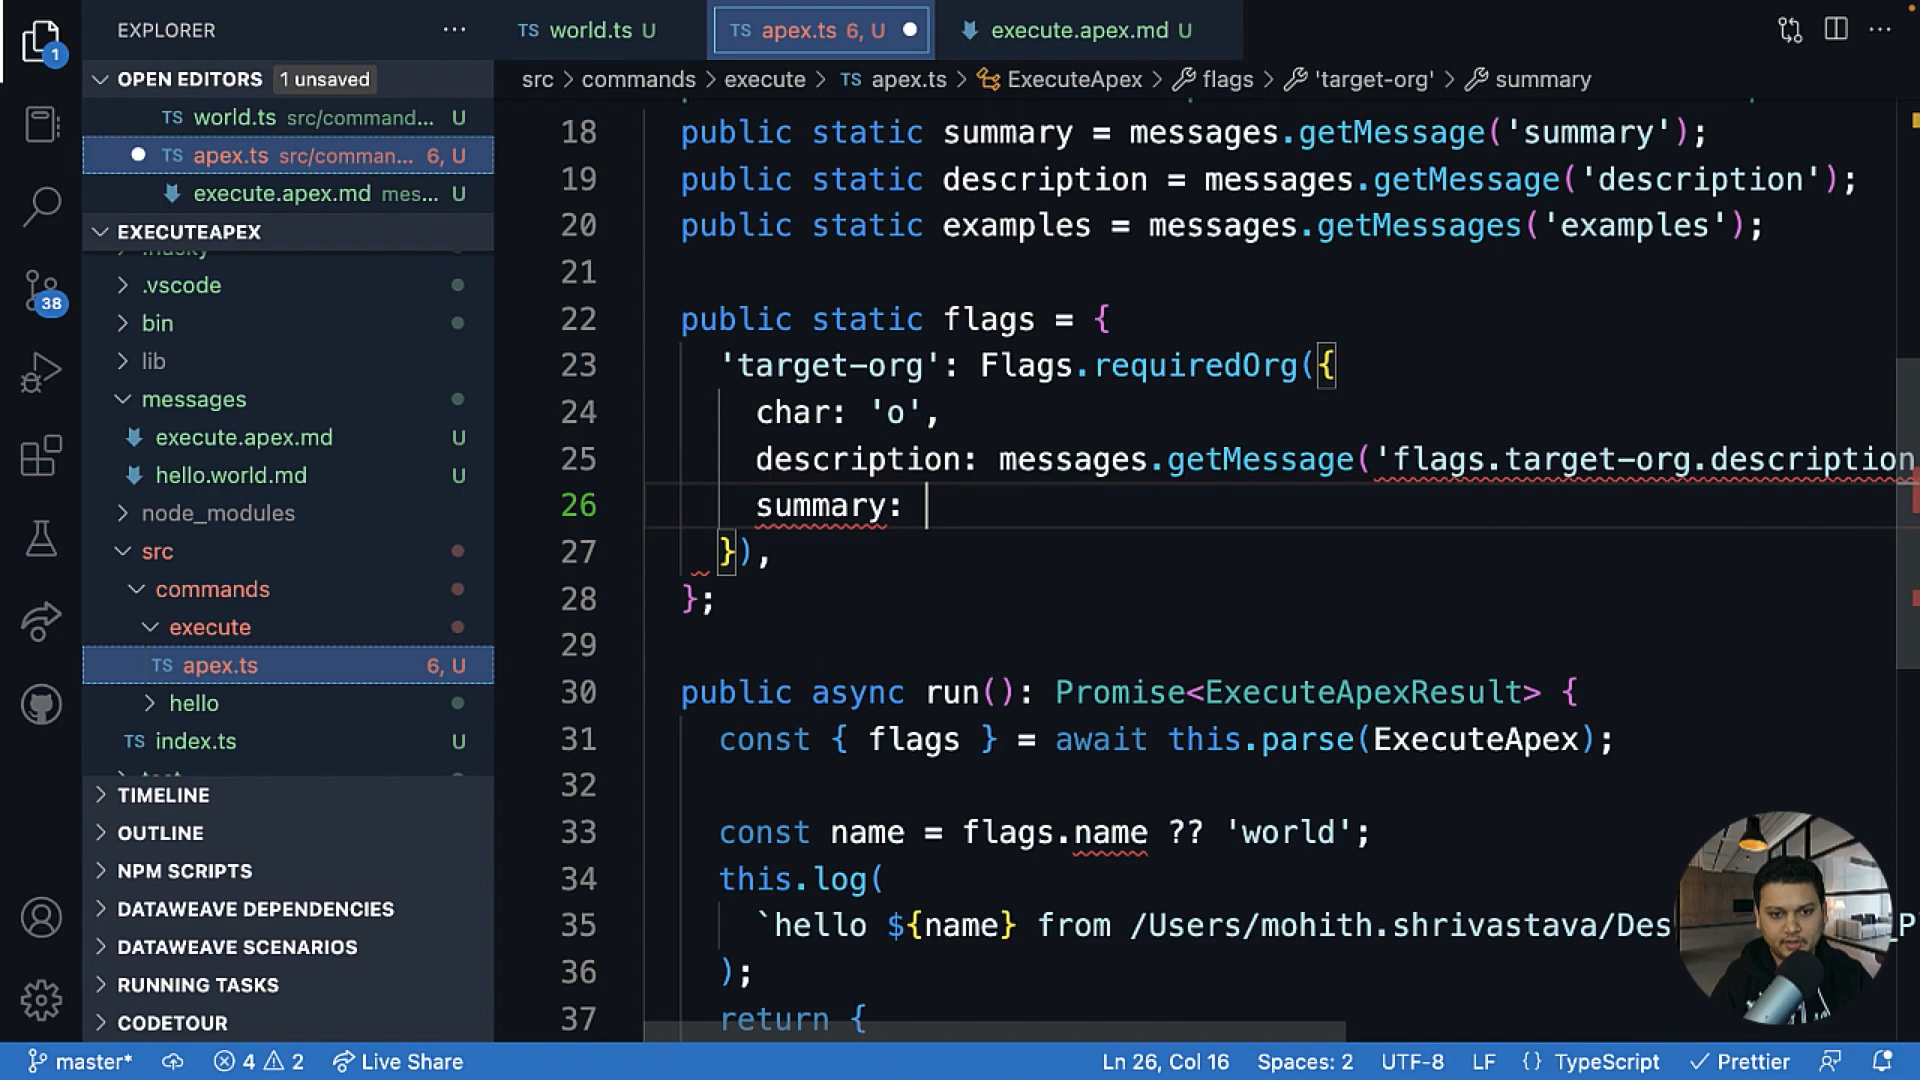 EXPLORER
OPEN EDITORS 1 unsaved
TS world.ts src/command... U
TS apex.ts src/comman... 6, U
execute.apex.md mes... U
EXECUTEAPEX
.vscode
bin
lib
messages
execute.apex.md U
hello.world.md U
node_modules
src
commands
execute
TS apex.ts 6, U
hello
TS index.ts U
TIMELINE
OUTLINE
NPM SCRIPTS
DATAWEAVE DEPENDENCIES
DATAWEAVE SCENARIOS
RUNNING TASKS
CODETOUR
1
38
TS world.ts U
TS apex.ts 6, U
execute.apex.md U
src > commands > execute > TS apex.ts > ExecuteApex > flags > 'target-org' > summary
18 public static summary = messages.getMessage('summary');
19 public static description = messages.getMessage('description');
20 public static examples = messages.getMessages('examples');
21
22 public static flags = {
23 'target-org': Flags.requiredOrg({
24 char: 'o',
25 description: messages.getMessage('flags.target-org.description
26 summary:
27 }),
28 };
29
30 public async run(): Promise<ExecuteApexResult> {
31 const { flags } = await this.parse(ExecuteApex);
32
33 const name = flags.name ?? 'world';
34 this.log(
35 `hello ${name} from /Users/mohith.shrivastava/Des
36 );
37 return {
master* 4 2 Live Share Ln 26, Col 16 Spaces: 2 UTF-8 LF {} TypeScript Prettier